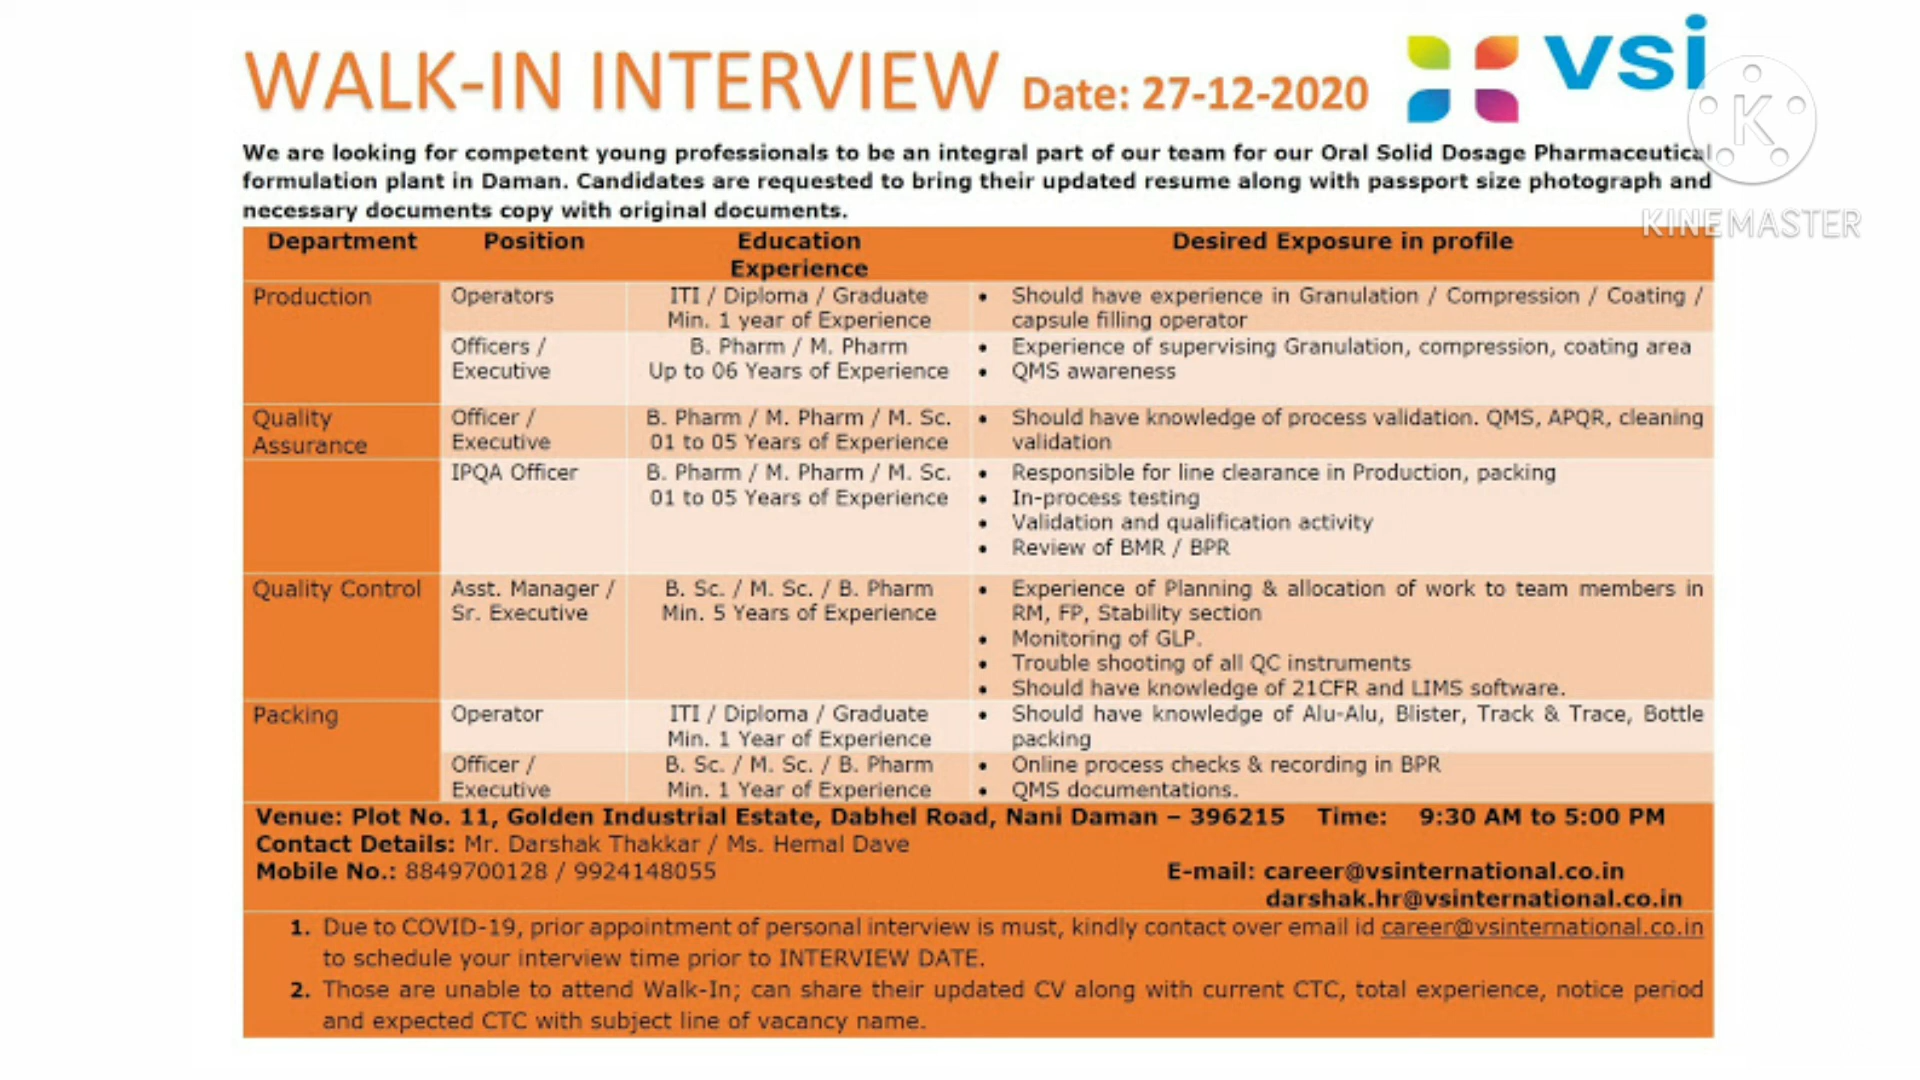 WALK-IN INTERVIEW Date: 27-12-2020
vsi
K
KINEMASTER
We are looking for competent young professionals to be an integral part of our team for our Oral Solid Dosage Pharmaceutical
formulation plant in Daman. Candidates are requested to bring their updated resume along with passport size photograph and
necessary documents copy with original documents.
Department Position Education Desired Exposure in profile
Experience
Production Operators ITI / Diploma / Graduate • Should have experience in Granulation / Compression / Coating /
Min. 1 year of Experience capsule filling operator
Officers / B. Pharm / M. Pharm • Experience of supervising Granulation, compression, coating area
Executive Up to 06 Years of Experience • QMS awareness
Quality Officer / B. Pharm / M. Pharm / M. Sc. • Should have knowledge of process validation. QMS, APQR, cleaning
Assurance Executive 01 to 05 Years of Experience validation
IPQA Officer B. Pharm / M. Pharm / M. Sc. • Responsible for line clearance in Production, packing
01 to 05 Years of Experience • In-process testing
• Validation and qualification activity
• Review of BMR / BPR
Quality Control Asst. Manager / B. Sc. / M. Sc. / B. Pharm • Experience of Planning & allocation of work to team members in
Sr. Executive Min. 5 Years of Experience RM, FP, Stability section
• Monitoring of GLP.
• Trouble shooting of all QC instruments
• Should have knowledge of 21CFR and LIMS software.
Packing Operator ITI / Diploma / Graduate • Should have knowledge of Alu-Alu, Blister, Track & Trace, Bottle
Min. 1 Year of Experience packing
Officer / B. Sc. / M. Sc. / B. Pharm • Online process checks & recording in BPR
Executive Min. 1 Year of Experience • QMS documentations.
Venue: Plot No. 11, Golden Industrial Estate, Dabhel Road, Nani Daman – 396215 Time: 9:30 AM to 5:00 PM
Contact Details: Mr. Darshak Thakkar / Ms. Hemal Dave
Mobile No.: 8849700128 / 9924148055 E-mail: career@vsinternational.co.in
darshak.hr@vsinternational.co.in
1. Due to COVID-19, prior appointment of personal interview is must, kindly contact over email id career@vsinternational.co.in
to schedule your interview time prior to INTERVIEW DATE.
2. Those are unable to attend Walk-In; can share their updated CV along with current CTC, total experience, notice period
and expected CTC with subject line of vacancy name.